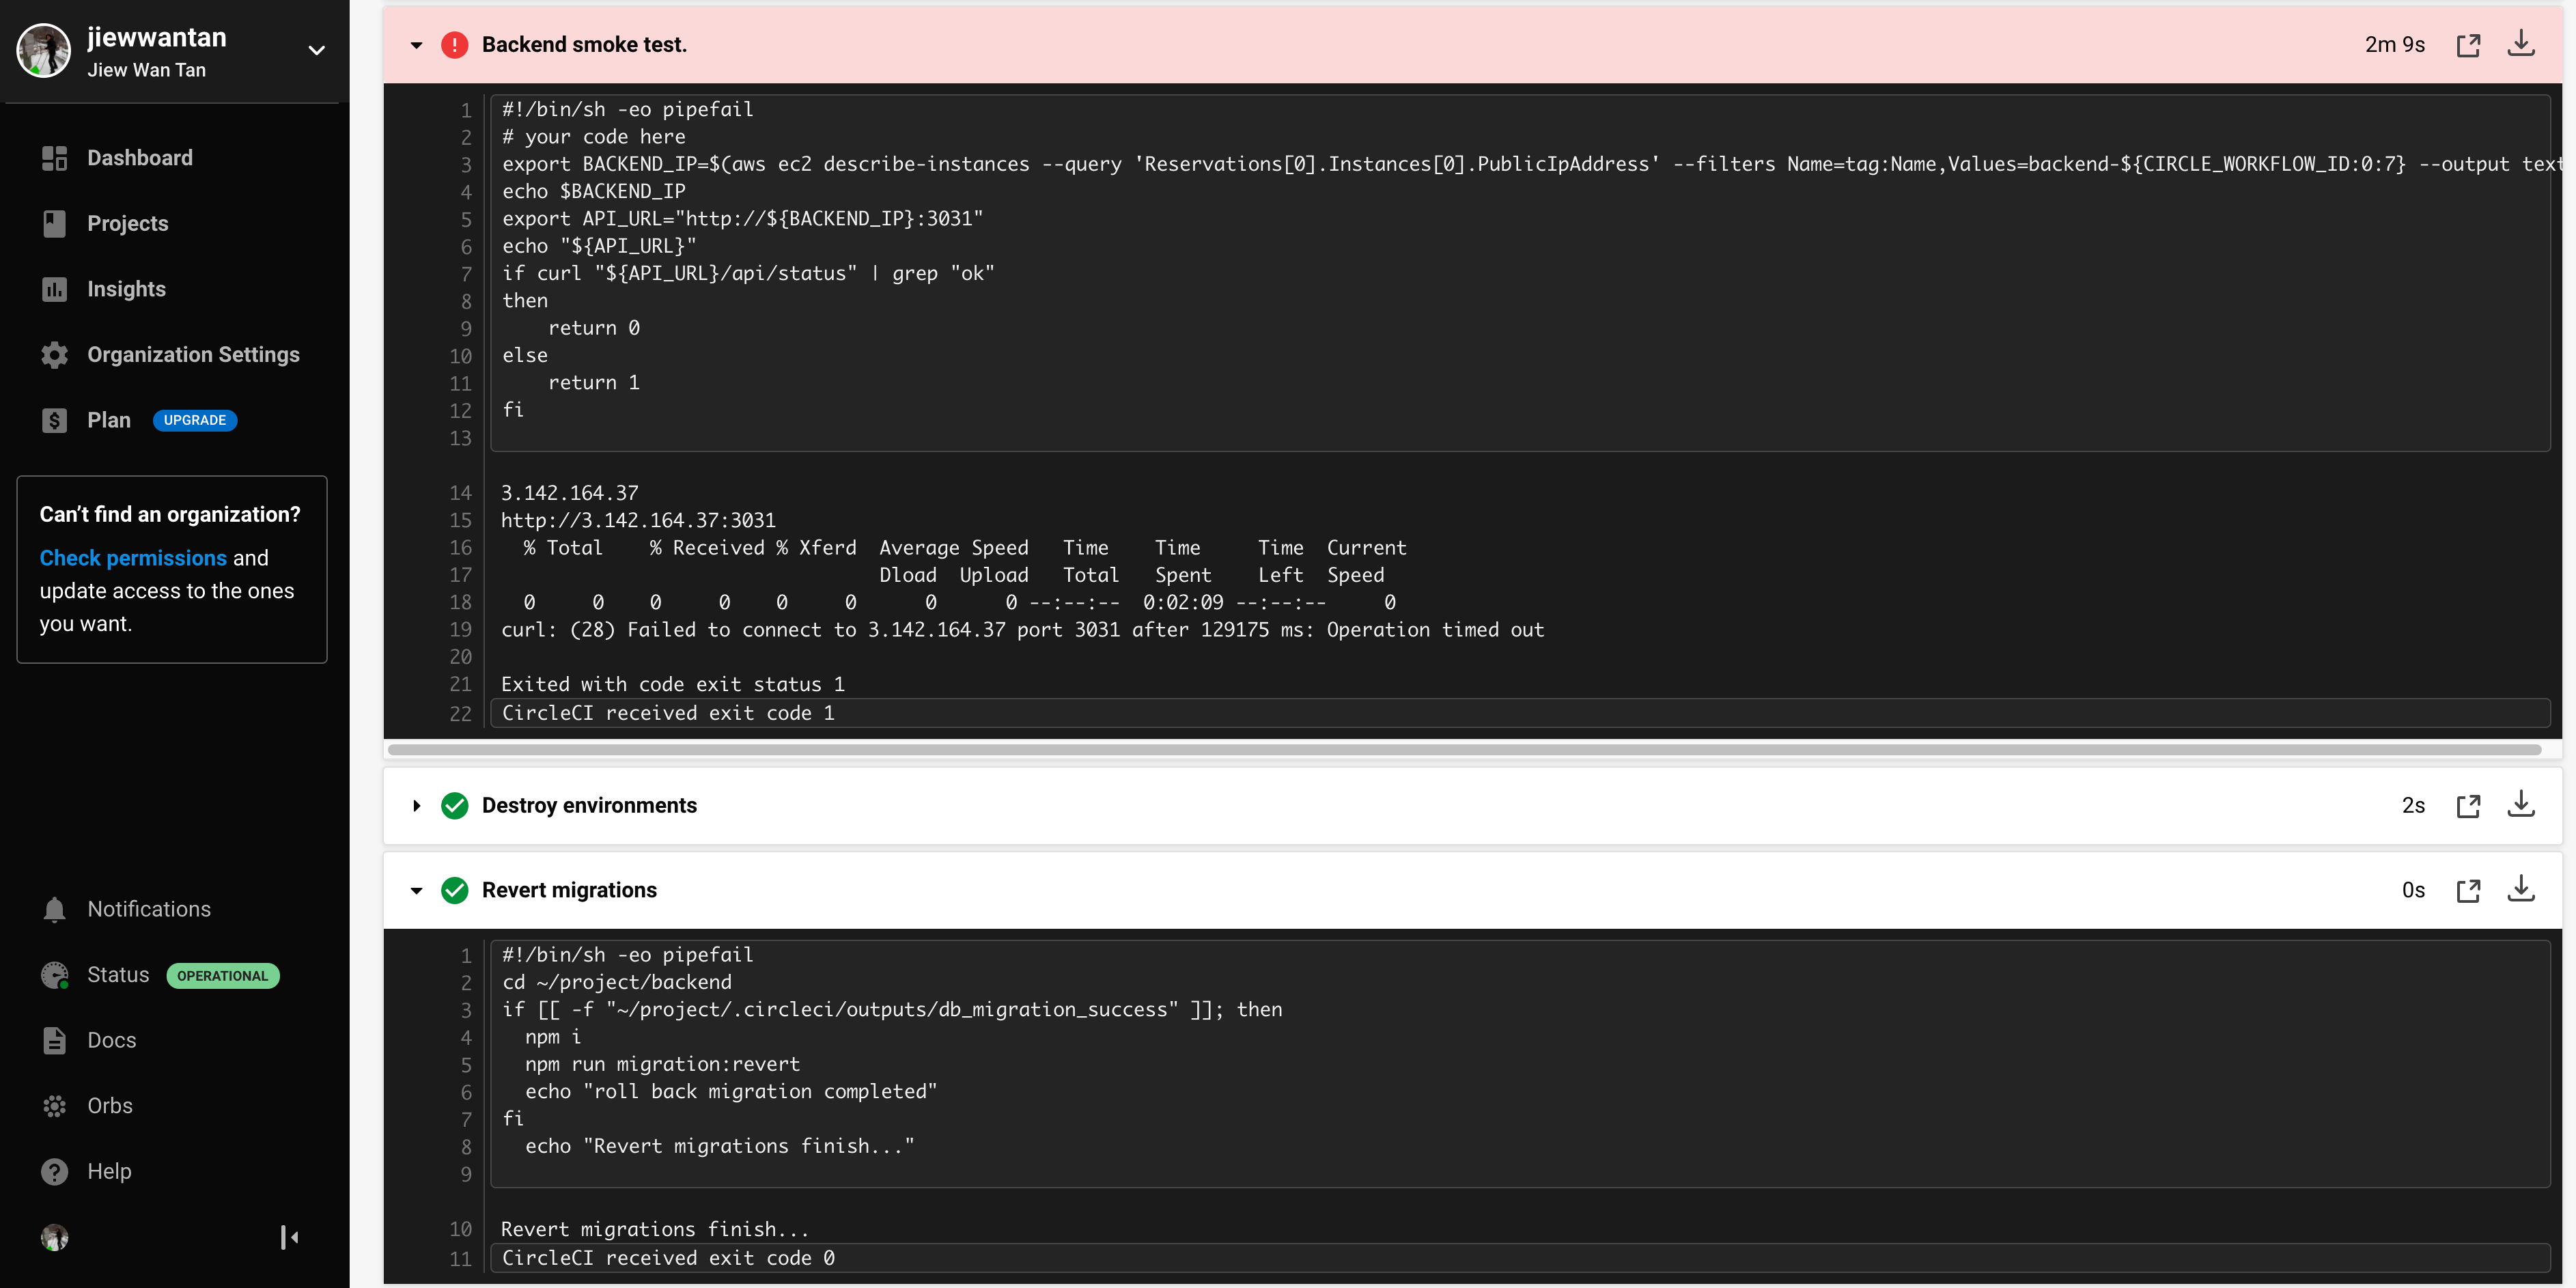 jiewwantan
Jiew Wan Tan
Dashboard
Projects
Insights
Organization Settings
Plan UPGRADE
Can't find an organization?
Check permissions and
update access to the ones
you want.
Notifications
Status OPERATIONAL
Docs
Orbs
Help
Backend smoke test. 2m 9s
1 #!/bin/sh -eo pipefail
2 # your code here
3 export BACKEND_IP=$(aws ec2 describe-instances --query 'Reservations[0].Instances[0].PublicIpAddress' --filters Name=tag:Name,Values=backend-${CIRCLE_WORKFLOW_ID:0:7} --output text
4 echo $BACKEND_IP
5 export API_URL="http://${BACKEND_IP}:3031"
6 echo "${API_URL}"
7 if curl "${API_URL}/api/status" | grep "ok"
8 then
9 return 0
10 else
11 return 1
12 fi
13
14 3.142.164.37
15 http://3.142.164.37:3031
16 % Total % Received % Xferd Average Speed Time Time Time Current
17 Dload Upload Total Spent Left Speed
18 0 0 0 0 0 0 0 0 --:--:-- 0:02:09 --:--:-- 0
19 curl: (28) Failed to connect to 3.142.164.37 port 3031 after 129175 ms: Operation timed out
20
21 Exited with code exit status 1
22 CircleCI received exit code 1
Destroy environments 2s
Revert migrations 0s
1 #!/bin/sh -eo pipefail
2 cd ~/project/backend
3 if [[ -f "~/project/.circleci/outputs/db_migration_success" ]]; then
4 npm i
5 npm run migration:revert
6 echo "roll back migration completed"
7 fi
8 echo "Revert migrations finish..."
9
10 Revert migrations finish...
11 CircleCI received exit code 0